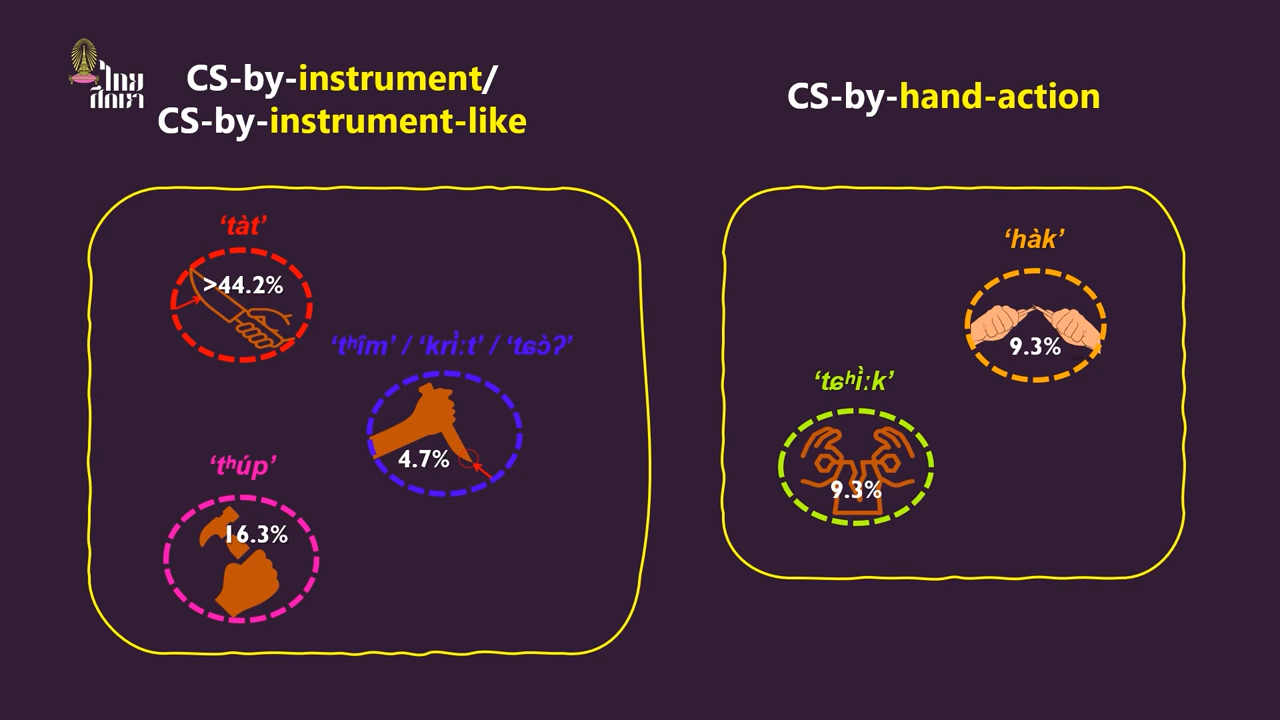 ไทย
ศึกษา
CS-by-instrument/
CS-by-instrument-like
CS-by-hand-action
‘tàt’
>44.2%
‘tʰîm’ / ‘krìːt’ / ‘tɕɔ̀ʔ’
4.7%
‘tʰúp’
16.3%
‘hàk’
9.3%
‘tɕʰìːk’
9.3%